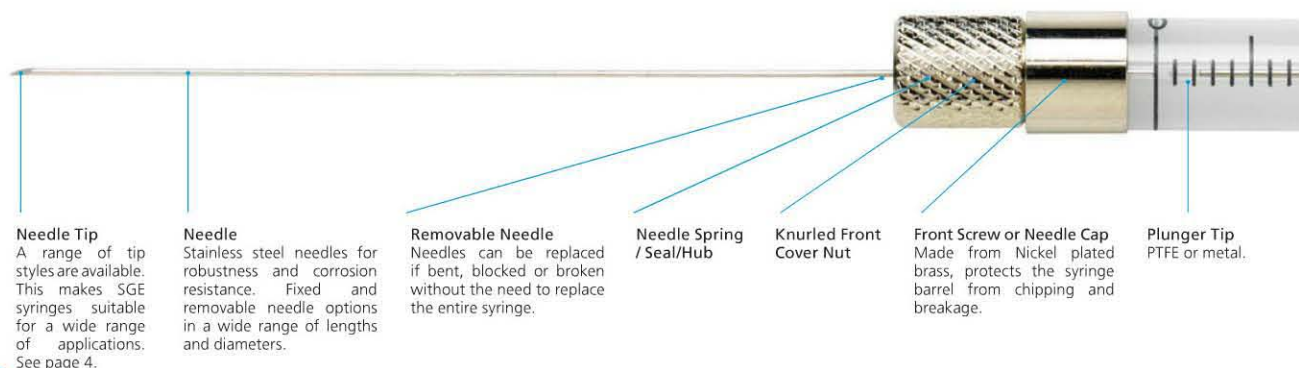 0
Needle Tip
A range of tip
styles are available.
This makes SGE
syringes suitable
for a wide range
of applications.
See page 4.
Needle
Stainless steel needles for
robustness and corrosion
resistance. Fixed and
removable needle options
in a wide range of lengths
and diameters.
Removable Needle
Needles can be replaced
if bent, blocked or broken
without the need to replace
the entire syringe.
Needle Spring
/ Seal/Hub
Knurled Front
Cover Nut
Front Screw or Needle Cap
Made from Nickel plated
brass, protects the syringe
barrel from chipping and
breakage.
Plunger Tip
PTFE or metal.